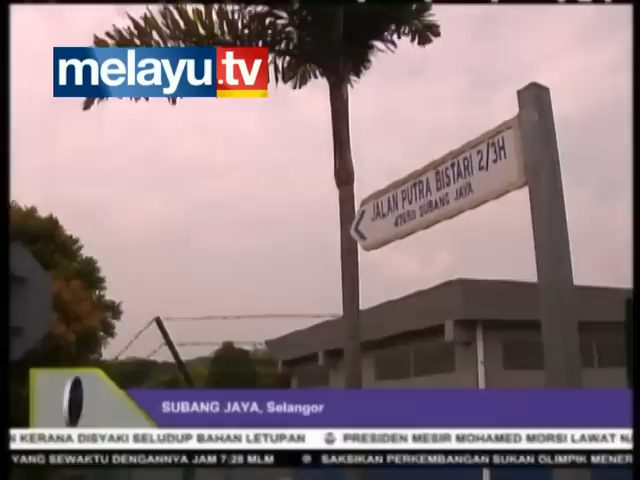 melayu.tv
JALAN PUTRA BISTARI 2/3H
47650 SUBANG JAYA
SUBANG JAYA, Selangor
KERANA DISYAKI SELUDUP BAHAN LETUPAN PRESIDEN MESIR MOHAMED MORSI LAWAT
YANG SEWAKTU DENGANNYA JAM 7:28 MLM SAKSIKAN PERKEMBANGAN SUKAN OLIMPIK